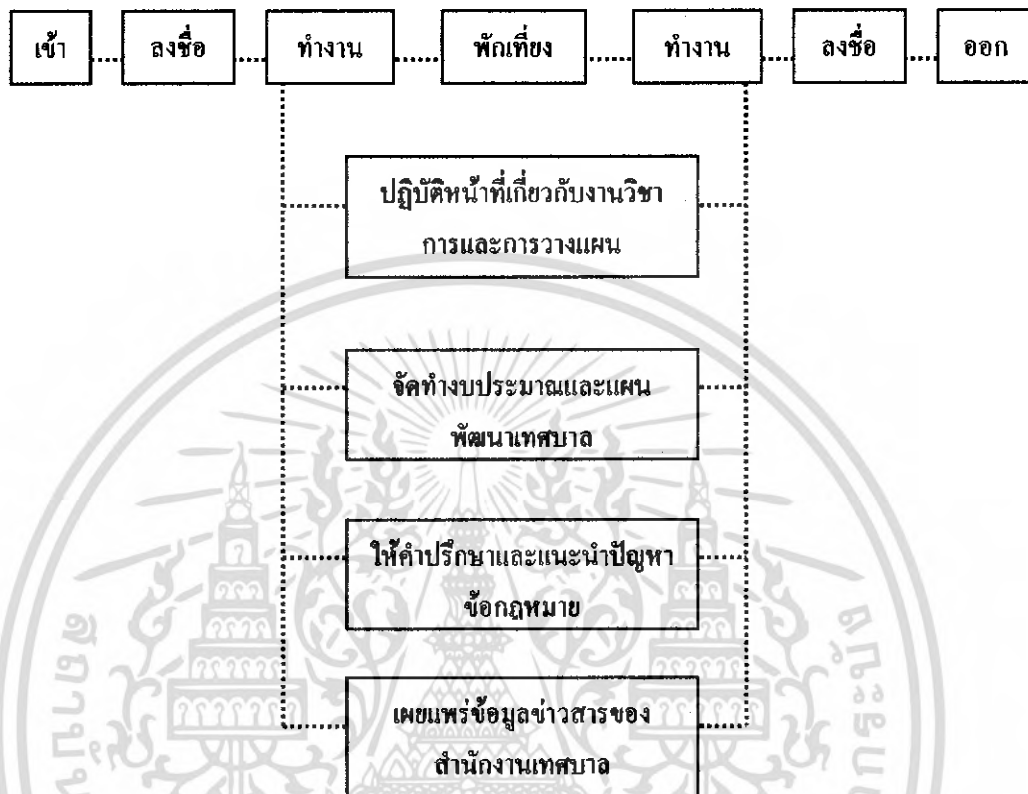 เข้า
ลงชื่อ
ทำงาน
พักเที่ยง
ทำงาน
ลงชื่อ
ออก
ปฏิบัติหน้าที่เกี่ยวกับงานวิชา
การและการวางแผน
จัดทำงบประมาณและแผน
พัฒนาเทศบาล
ให้คำปรึกษาและแนะนำปัญหา
ข้อกฎหมาย
เผยแพร่ข้อมูลข่าวสารของ
สำนักงานเทศบาล